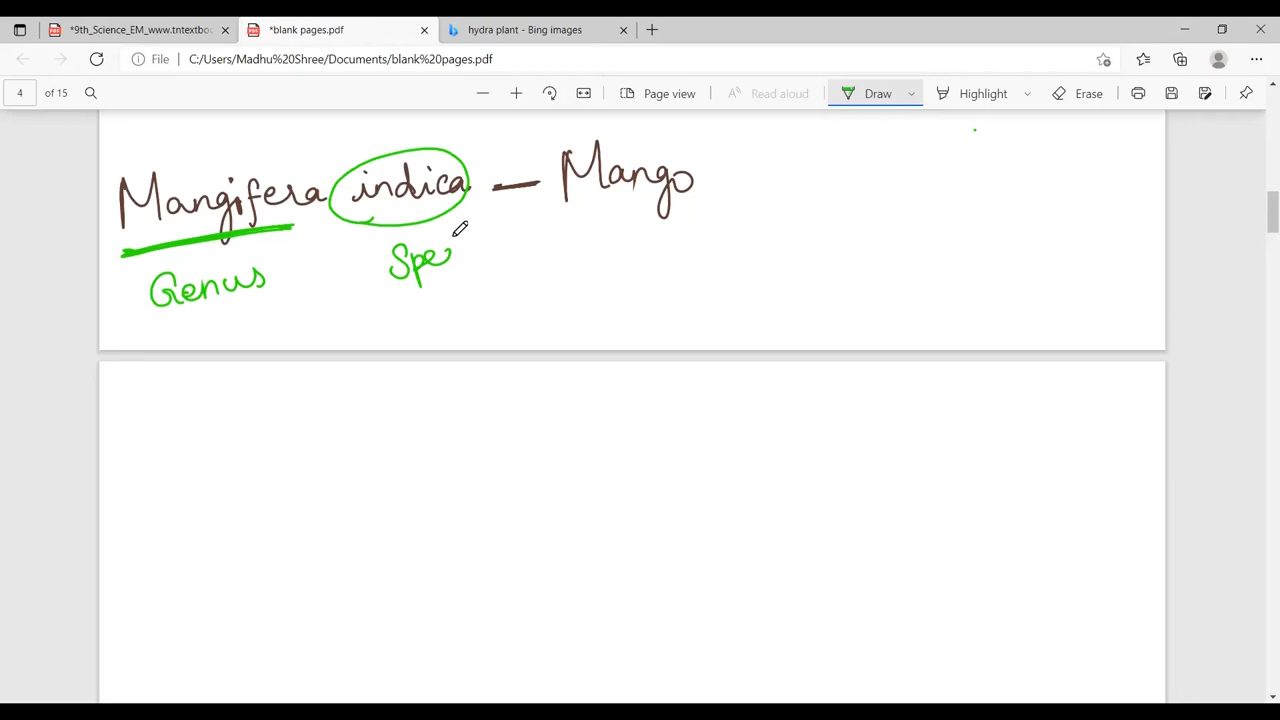 *9th_Science_EM_www.tntextboo
*blank pages.pdf
hydra plant - Bing images
File
C:/Users/Madhu%20Shree/Documents/blank%20pages.pdf
4 of 15
Page view
Read aloud
Draw
Highlight
Erase
Mangifera indica — Mango
Genus Spe